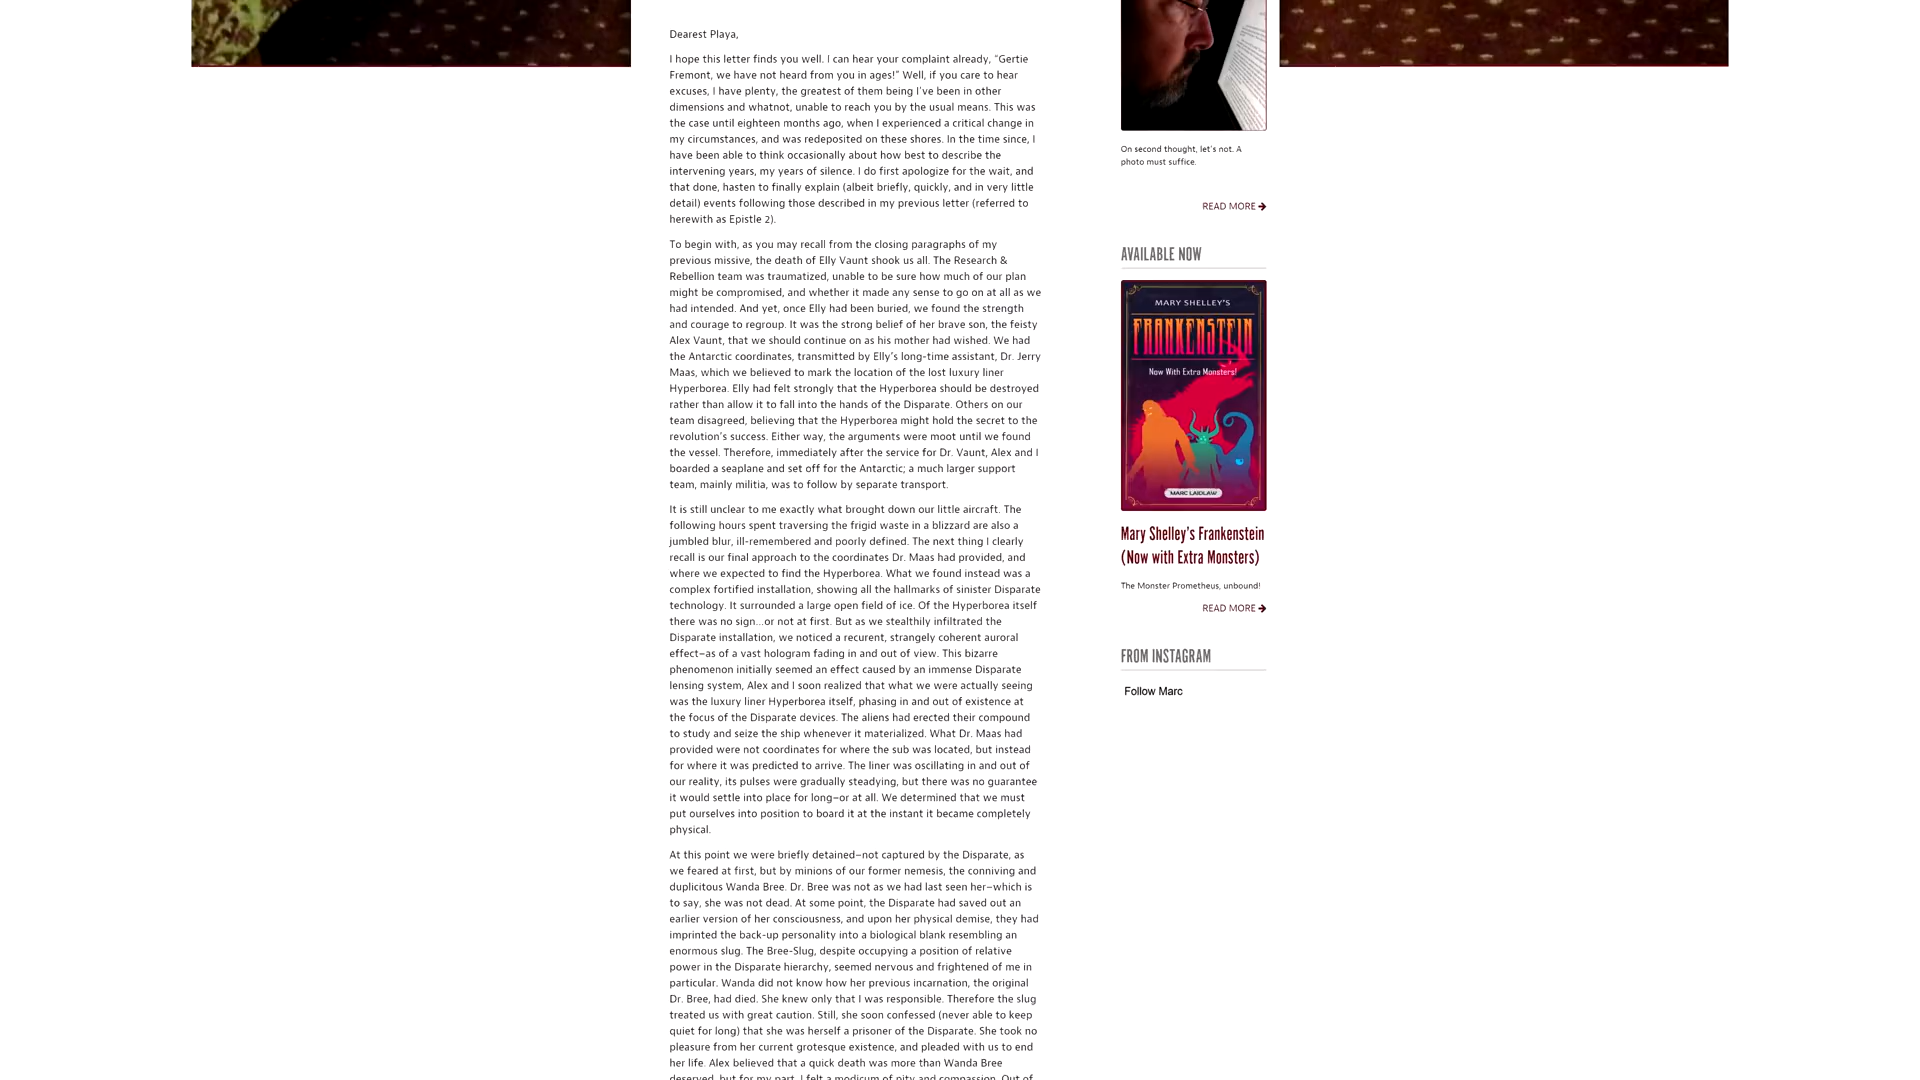 Dearest Playa,
I hope this letter finds you well. I can hear your complaint already, “Gertie
Fremont, we have not heard from you in ages!” Well, if you care to hear
excuses, I have plenty, the greatest of them being I’ve been in other
dimensions and whatnot, unable to reach you by the usual means. This was
the case until eighteen months ago, when I experienced a critical change in
my circumstances, and was redeposited on these shores. In the time since, I
have been able to think occasionally about how best to describe the
intervening years, my years of silence. I do first apologize for the wait, and
that done, hasten to finally explain (albeit briefly, quickly, and in very little
detail) events following those described in my previous letter (referred to
herewith as Epistle 2).
To begin with, as you may recall from the closing paragraphs of my
previous missive, the death of Elly Vaunt shook us all. The Research &
Rebellion team was traumatized, unable to be sure how much of our plan
might be compromised, and whether it made any sense to go on at all as we
had intended. And yet, once Elly had been buried, we found the strength
and courage to regroup. It was the strong belief of her brave son, the feisty
Alex Vaunt, that we should continue on as his mother had wished. We had
the Antarctic coordinates, transmitted by Elly’s long-time assistant, Dr. Jerry
Maas, which we believed to mark the location of the lost luxury liner
Hyperborea. Elly had felt strongly that the Hyperborea should be destroyed
rather than allow it to fall into the hands of the Disparate. Others on our
team disagreed, believing that the Hyperborea might hold the secret to the
revolution’s success. Either way, the arguments were moot until we found
the vessel. Therefore, immediately after the service for Dr. Vaunt, Alex and I
boarded a seaplane and set off for the Antarctic; a much larger support
team, mainly militia, was to follow by separate transport.
It is still unclear to me exactly what brought down our little aircraft. The
following hours spent traversing the frigid waste in a blizzard are also a
jumbled blur, ill-remembered and poorly defined. The next thing I clearly
recall is our final approach to the coordinates Dr. Maas had provided, and
where we expected to find the Hyperborea. What we found instead was a
complex fortified installation, showing all the hallmarks of sinister Disparate
technology. It surrounded a large open field of ice. Of the Hyperborea itself
there was no sign…or not at first. But as we stealthily infiltrated the
Disparate installation, we noticed a recurent, strangely coherent auroral
effect–as of a vast hologram fading in and out of view. This bizarre
phenomenon initially seemed an effect caused by an immense Disparate
lensing system, Alex and I soon realized that what we were actually seeing
was the luxury liner Hyperborea itself, phasing in and out of existence at
the focus of the Disparate devices. The aliens had erected their compound
to study and seize the ship whenever it materialized. What Dr. Maas had
provided were not coordinates for where the sub was located, but instead
for where it was predicted to arrive. The liner was oscillating in and out of
our reality, its pulses were gradually steadying, but there was no guarantee
it would settle into place for long–or at all. We determined that we must
put ourselves into position to board it at the instant it became completely
physical.
At this point we were briefly detained–not captured by the Disparate, as
we feared at first, but by minions of our former nemesis, the conniving and
duplicitous Wanda Bree. Dr. Bree was not as we had last seen her–which is
to say, she was not dead. At some point, the Disparate had saved out an
earlier version of her consciousness, and upon her physical demise, they had
imprinted the back-up personality into a biological blank resembling an
enormous slug. The Bree-Slug, despite occupying a position of relative
power in the Disparate hierarchy, seemed nervous and frightened of me in
particular. Wanda did not know how her previous incarnation, the original
Dr. Bree, had died. She knew only that I was responsible. Therefore the slug
treated us with great caution. Still, she soon confessed (never able to keep
quiet for long) that she was herself a prisoner of the Disparate. She took no
pleasure from her current grotesque existence, and pleaded with us to end
her life. Alex believed that a quick death was more than Wanda Bree
deserved, but for my part, I felt a modicum of pity and compassion. Out of
On second thought, let's not. A
photo must suffice.
READ MORE
AVAILABLE NOW
MARY SHELLEY'S
FRANKENSTEIN
Now With Extra Monsters!
MARC LAIDLAW
Mary Shelley’s Frankenstein
(Now with Extra Monsters)
The Monster Prometheus, unbound!
READ MORE
FROM INSTAGRAM
Follow Marc